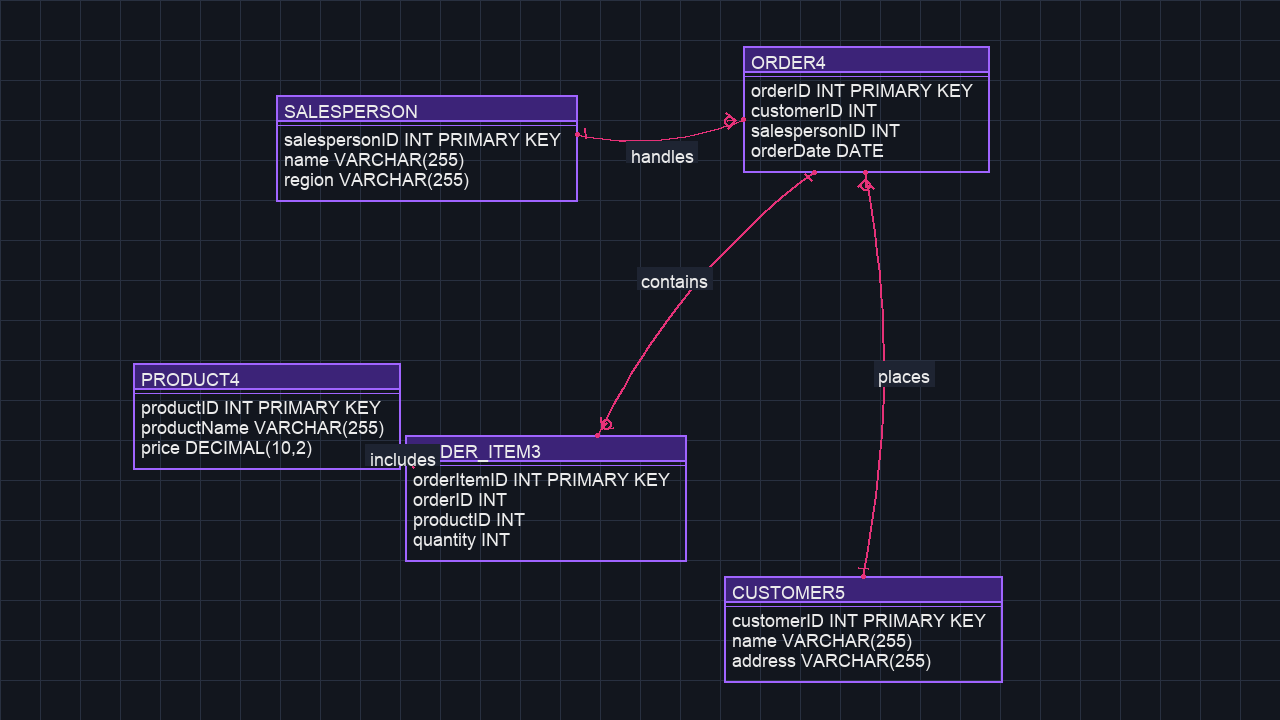 ORDER4
orderID INT PRIMARY KEY
customerID INT
salespersonID INT
orderDate DATE
SALESPERSON
salespersonID INT PRIMARY KEY
name VARCHAR(255)
region VARCHAR(255)
handles
contains
places
PRODUCT4
productID INT PRIMARY KEY
productName VARCHAR(255)
price DECIMAL(10,2)
includes
DER_ITEM3
orderItemID INT PRIMARY KEY
orderID INT
productID INT
quantity INT
CUSTOMER5
customerID INT PRIMARY KEY
name VARCHAR(255)
address VARCHAR(255)